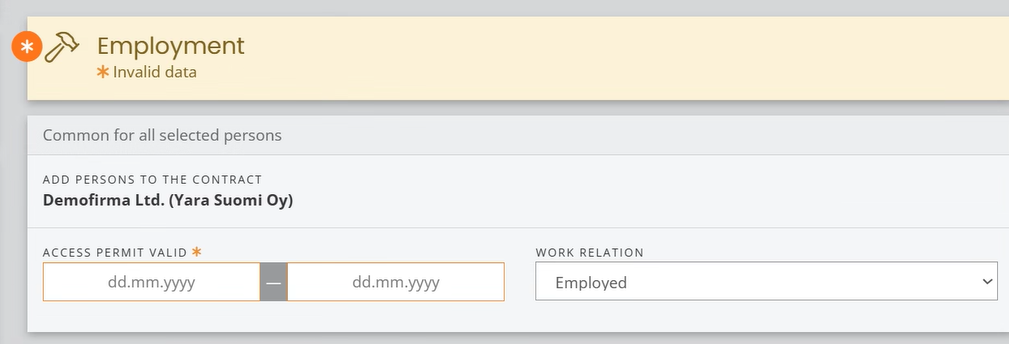 Employment
* Invalid data
Common for all selected persons
ADD PERSONS TO THE CONTRACT
Demofirma Ltd. (Yara Suomi Oy)
ACCESS PERMIT VALID *
dd.mm.yyyy — dd.mm.yyyy
WORK RELATION
Employed